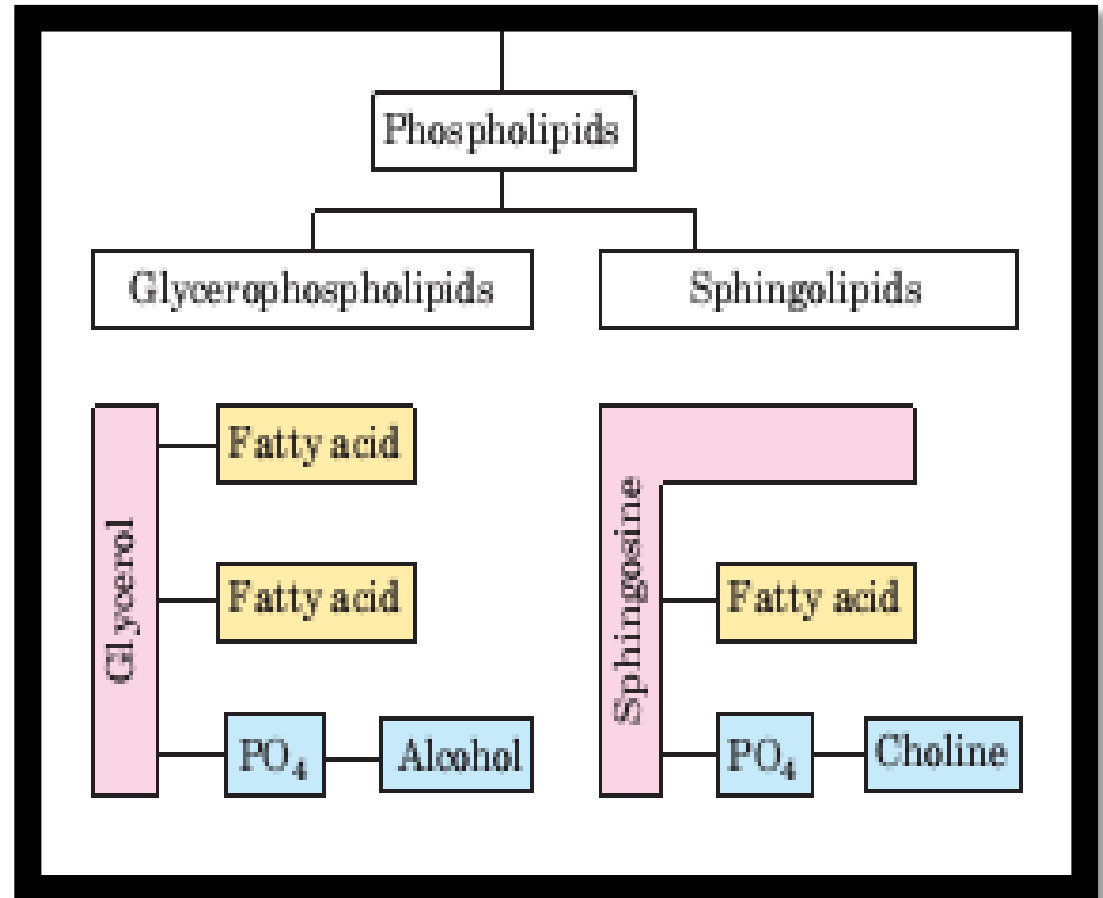 Phospholipids
Glycerophospholipids
Sphingolipids
Glycerol
Fatty acid
Fatty acid
PO₄
Alcohol
Sphingosine
Fatty acid
PO₄
Choline